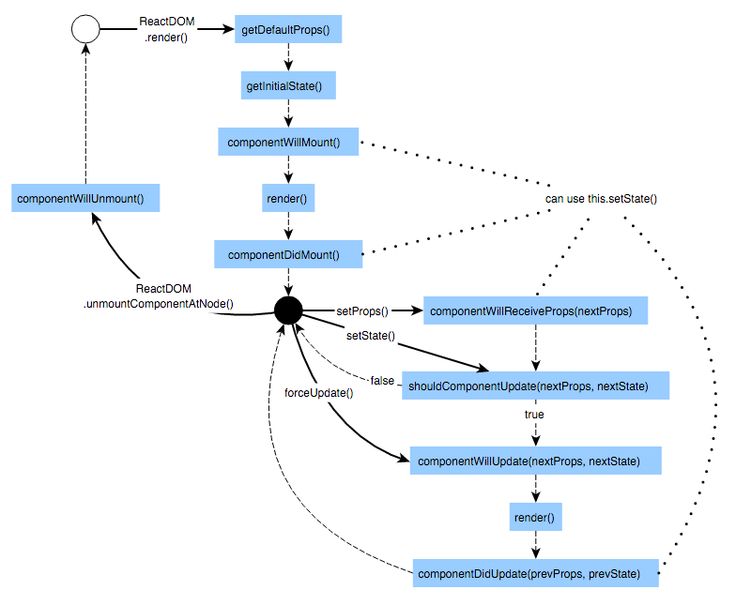 ReactDOM
.render()
getDefaultProps()
getInitialState()
componentWillMount()
componentWillUnmount()
render()
can use this.setState()
componentDidMount()
ReactDOM
.unmountComponentAtNode()
setProps()
componentWillReceiveProps(nextProps)
setState()
false
shouldComponentUpdate(nextProps, nextState)
forceUpdate()
true
componentWillUpdate(nextProps, nextState)
render()
componentDidUpdate(prevProps, prevState)